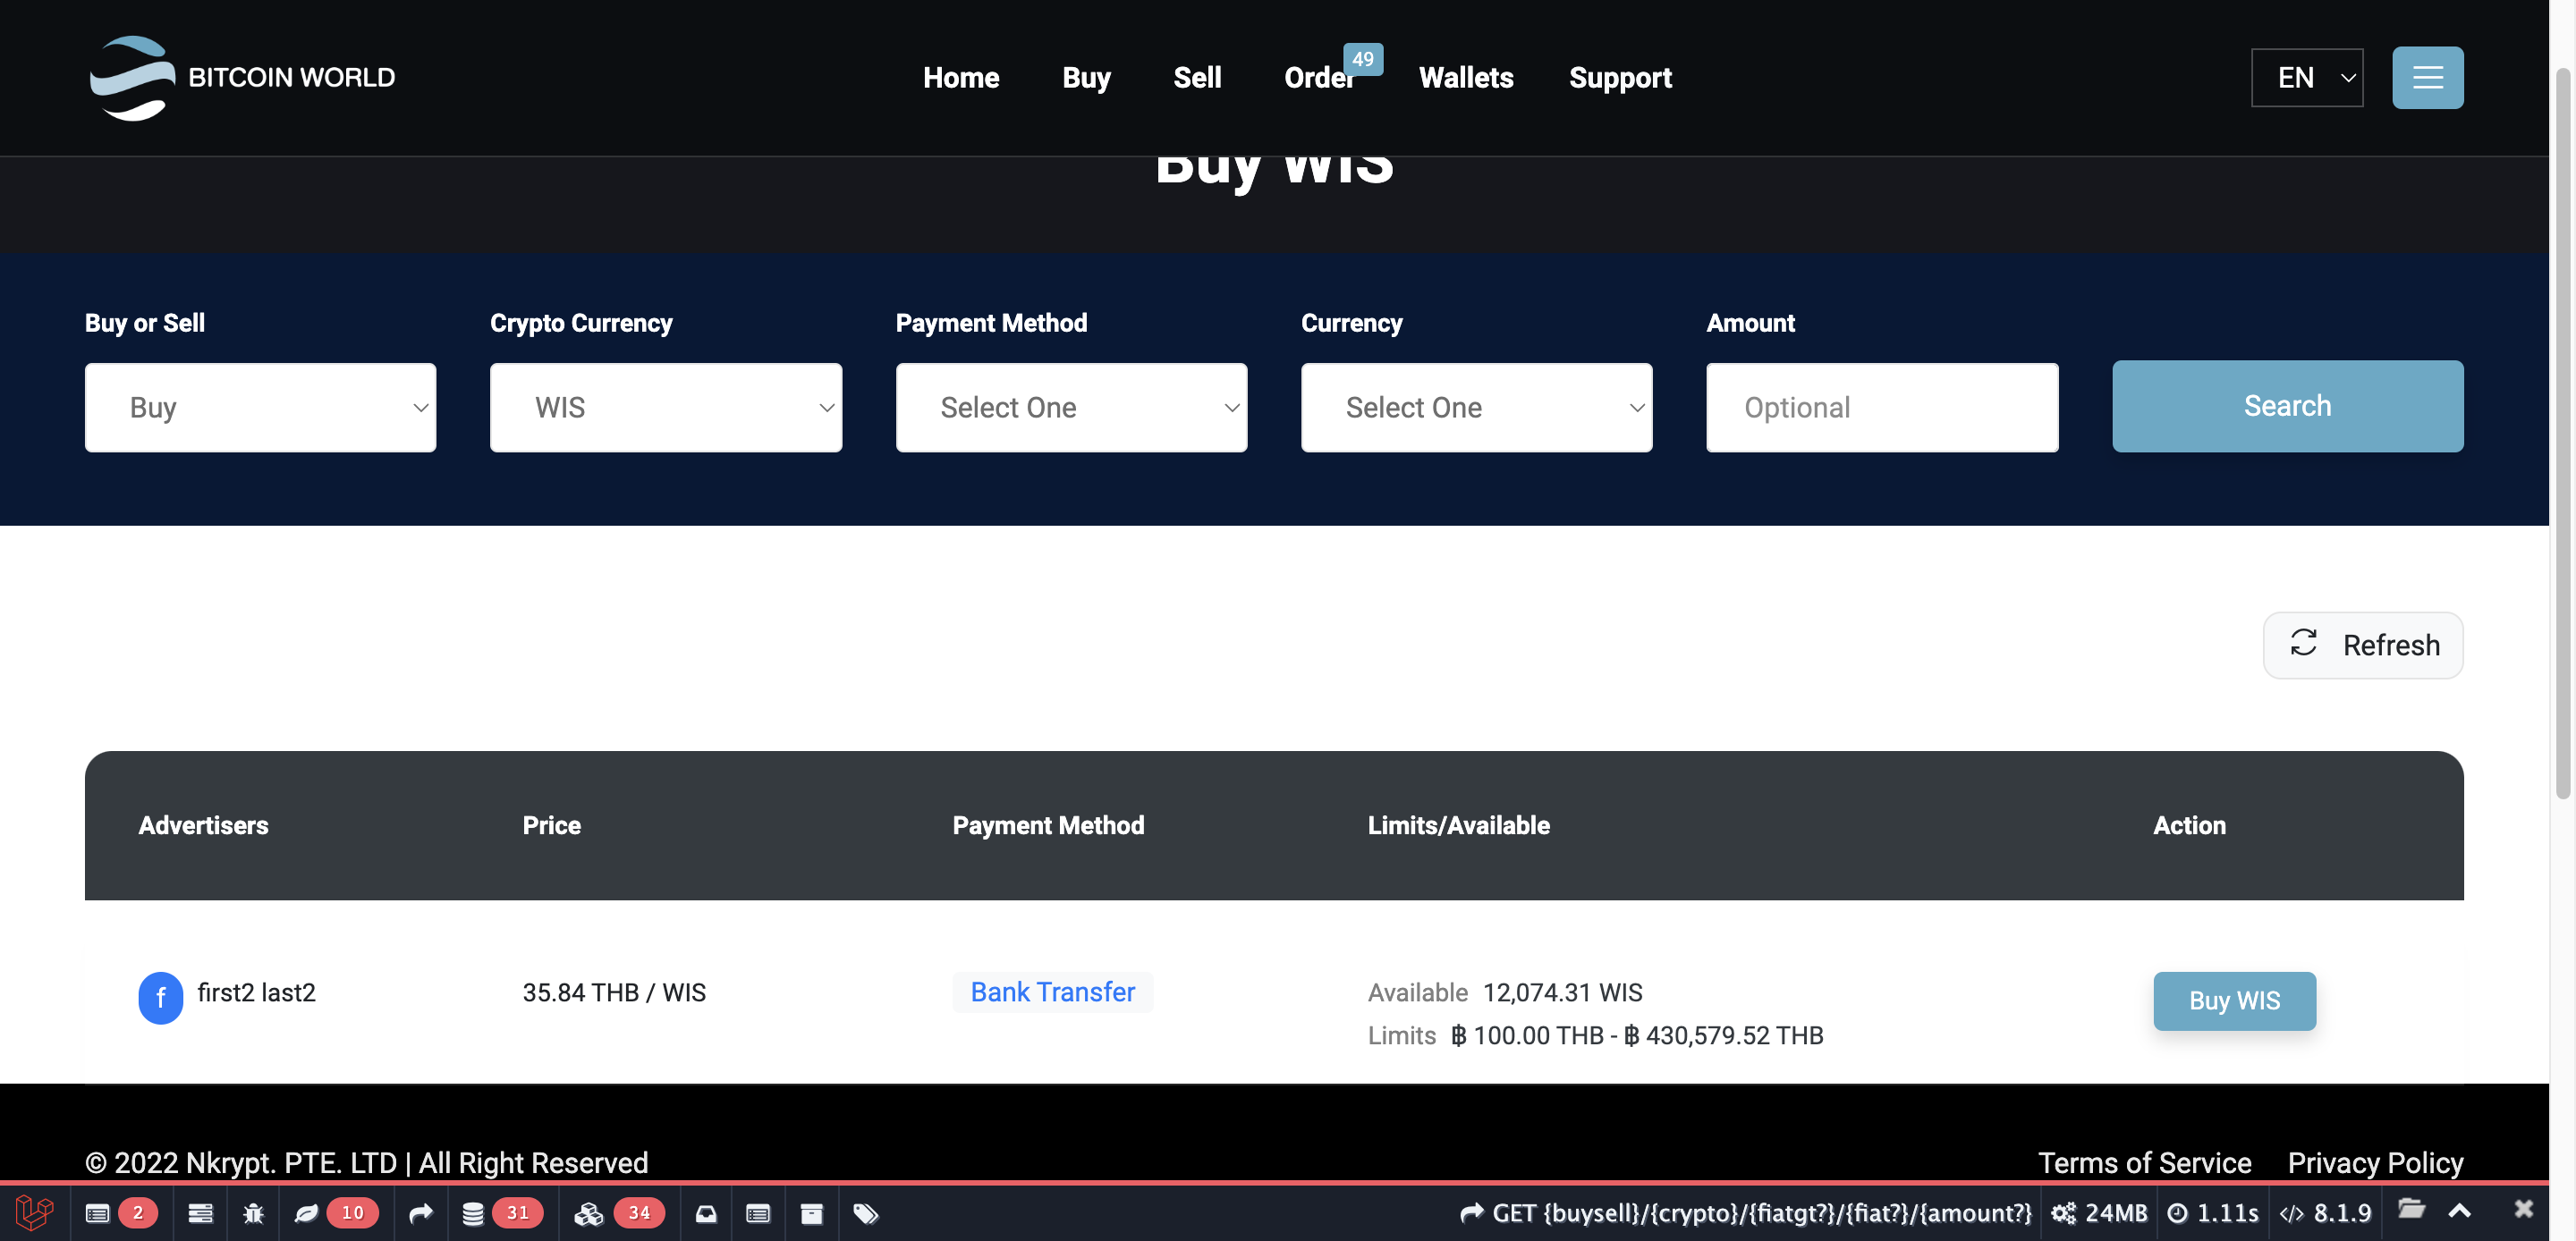 BITCOIN WORLD
Home Buy Sell Order 49 Wallets Support
EN
Buy WIS
Buy or Sell Crypto Currency Payment Method Currency Amount
Buy WIS Select One Select One Optional Search
Refresh
Advertisers Price Payment Method Limits/Available Action
f first2 last2 35.84 THB / WIS Bank Transfer Available 12,074.31 WIS Buy WIS
Limits ฿ 100.00 THB - ฿ 430,579.52 THB
© 2022 Nkrypt. PTE. LTD | All Right Reserved Terms of Service Privacy Policy
2 10 31 34 GET {buysell}/{crypto}/{fiatgt?}/{fiat?}/{amount?} 24MB 1.11s 8.1.9